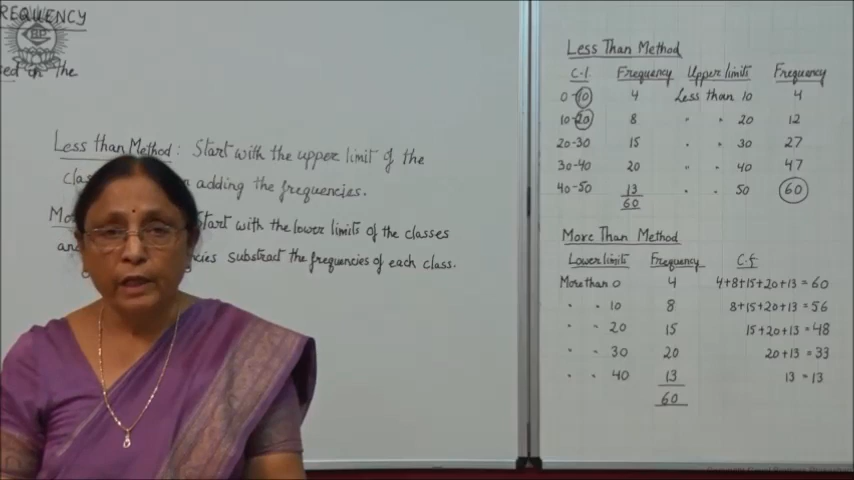 REQUENCY
sed in the
Less than Method: Start with the upper limit of the
adding the frequencies.
Start with the lower limits of the classes
substract the frequencies of each class.
Less Than Method
C.I. Frequency Upper limits Frequency
0-10 4 Less than 10 4
10-20 8 " " 20 12
20-30 15 " " 30 27
30-40 20 " " 40 47
40-50 13 " " 50 60
60
More Than Method
Lower limits Frequency C.f
More than 0 4 4+8+15+20+13=60
" " 10 8 8+15+20+13=56
" " 20 15 15+20+13=48
" " 30 20 20+13=33
" " 40 13 13=13
60